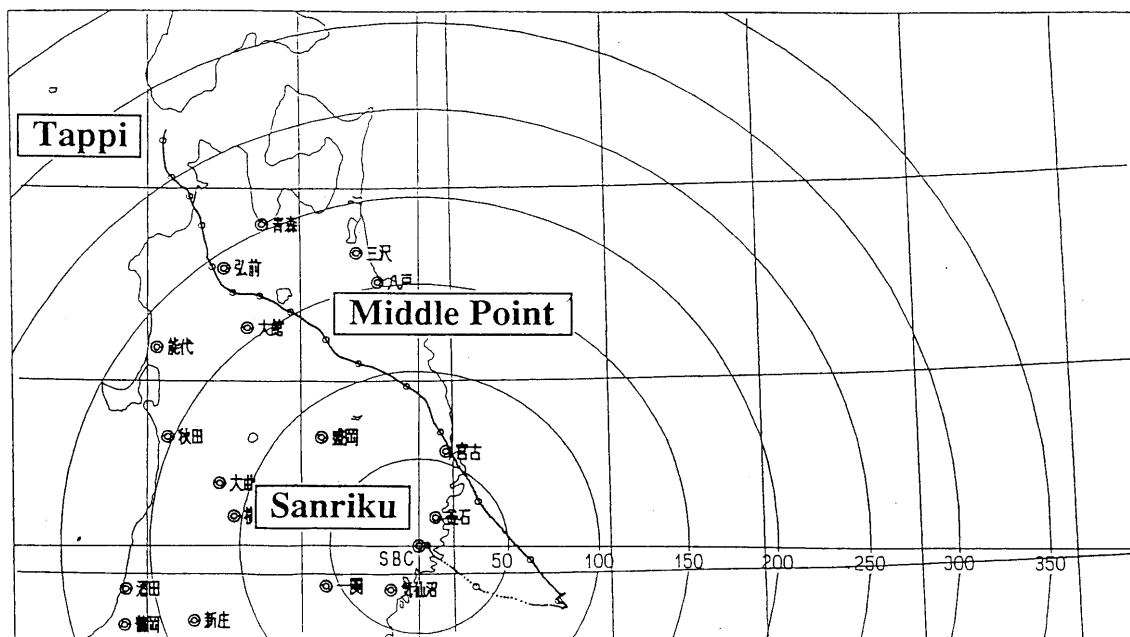 Tappi
青森
三沢
弘前
八戸
Middle Point
大館
能代
秋田
盛岡
宮古
大曲
Sanriku
釜石
SBC
50
100
150
200
250
300
350
酒田
一関
気仙沼
鶴岡
新庄